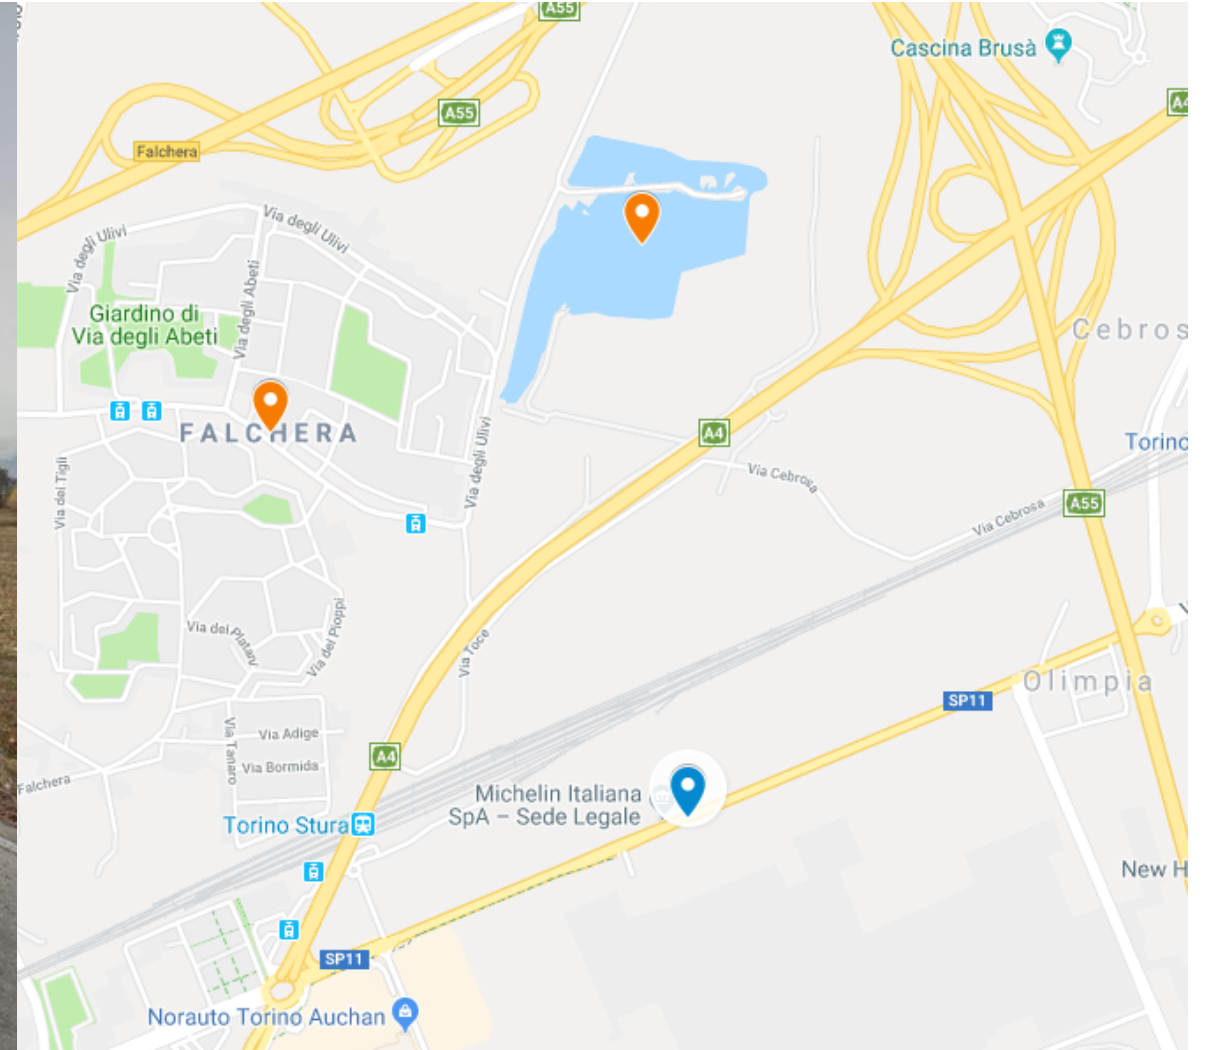 A55
Cascina Brusà
A4
A55
Falchera
Via degli Ulivi
Via degli Ulivi
Via degli Abeti
Giardino di
Via degli Abeti
Cebros
FALCHERA
A4
Torino
Via degli Ulivi
Via dei Tigli
Via Cebrosa
A55
Via Cebrosa
Via dei Platani
Via dei Pioppi
Via Toce
Olimpia
SP11
Via Tanaro
Via Adige
A4
Via Bormida
Falchera
Michelin Italiana
SpA – Sede Legale
Torino Stura
New H
SP11
Norauto Torino Auchan